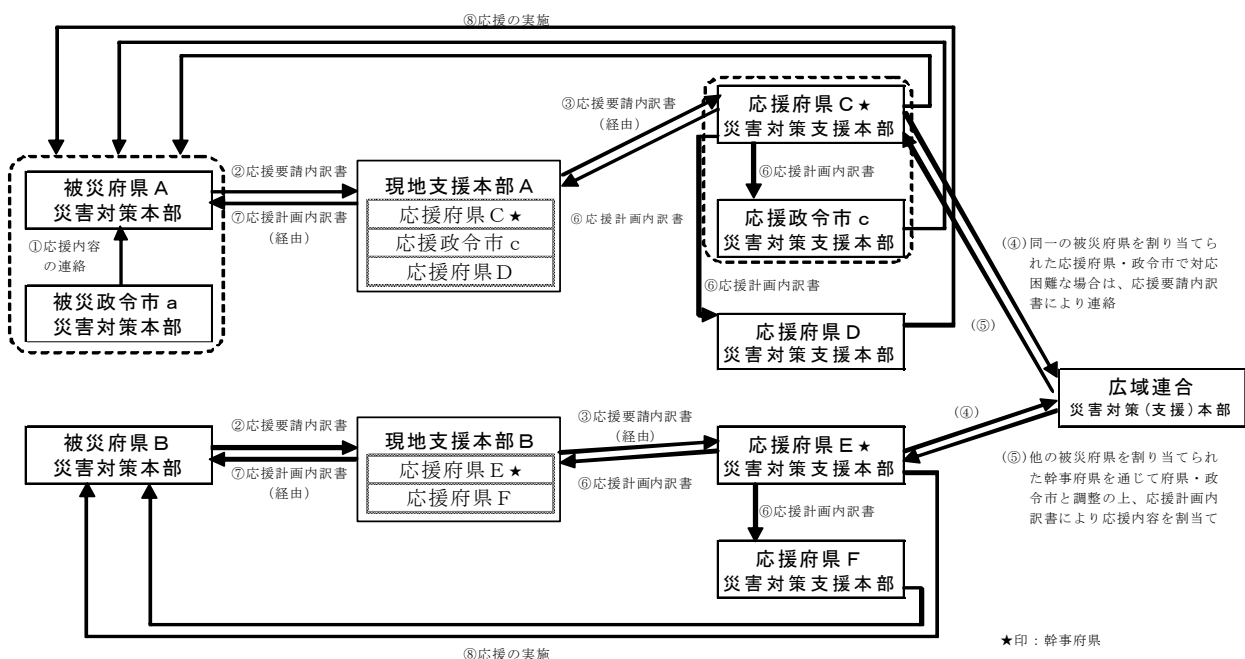 ⑧応援の実施
③応援要請内訳書
(経由)
応援府県C★
災害対策支援本部
被災府県A
災害対策本部
②応援要請内訳書
⑦応援計画内訳書
(経由)
現地支援本部A
応援府県C★
応援政令市c
応援府県D
⑥応援計画内訳書
⑥応援計画内訳書
応援政令市c
災害対策支援本部
①応援内容
の連絡
被災政令市a
災害対策本部
⑥応援計画内訳書
応援府県D
災害対策支援本部
(④)同一の被災府県を割り当てら
れた応援府県・政令市で対応
困難な場合は、応援要請内訳
書により連絡
(⑤)
広域連合
災害対策(支援)本部
被災府県B
災害対策本部
②応援要請内訳書
⑦応援計画内訳書
(経由)
現地支援本部B
応援府県E★
応援府県F
③応援要請内訳書
(経由)
⑥応援計画内訳書
応援府県E★
災害対策支援本部
(④)
(⑤)他の被災府県を割り当てられ
た幹事府県を通じて府県・政
令市と調整の上、応援計画内
訳書により応援内容を割当て
⑥応援計画内訳書
応援府県F
災害対策支援本部
⑧応援の実施
★印：幹事府県